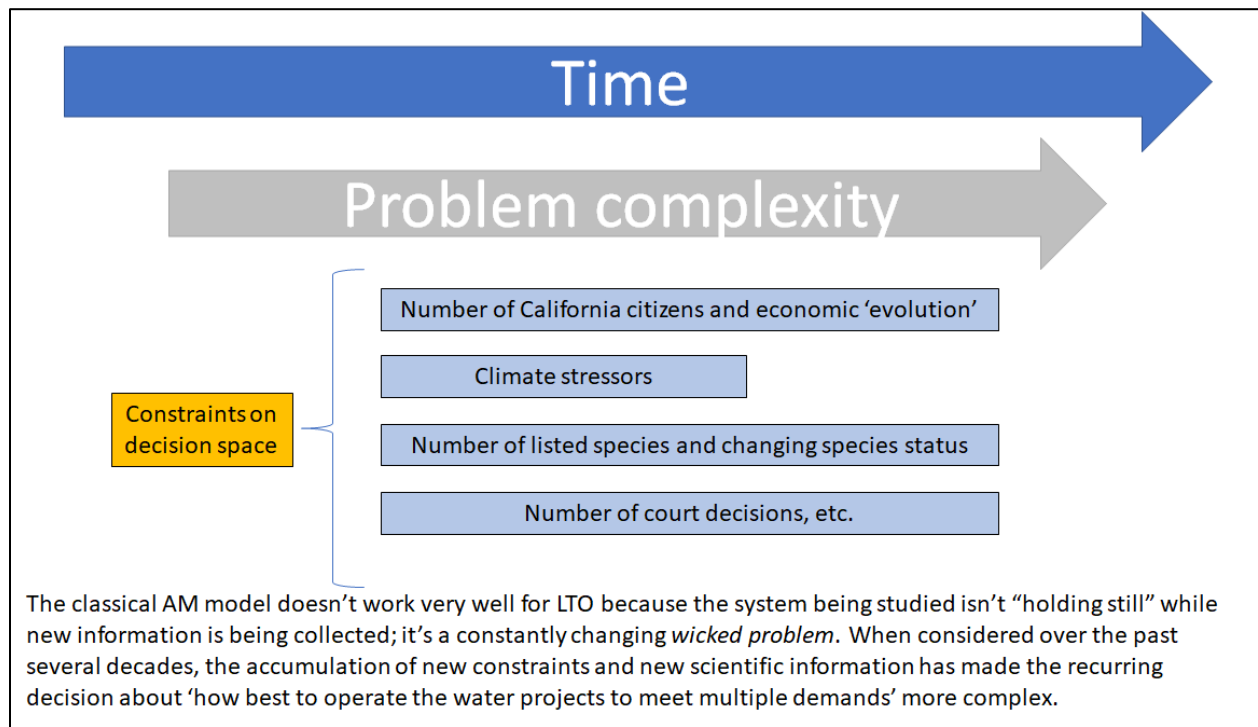 Time
Problem complexity
Number of California citizens and economic ‘evolution’
Climate stressors
Constraints on
decision space
Number of listed species and changing species status
Number of court decisions, etc.
The classical AM model doesn’t work very well for LTO because the system being studied isn’t “holding still” while
new information is being collected; it’s a constantly changing wicked problem. When considered over the past
several decades, the accumulation of new constraints and new scientific information has made the recurring
decision about ‘how best to operate the water projects to meet multiple demands’ more complex.